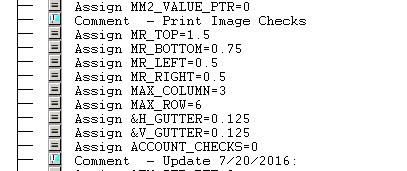 Assign MM2_VALUE_PTR=0
Comment – Print Image Checks
Assign MR_TOP=1.5
Assign MR_BOTTOM=0.75
Assign MR_LEFT=0.5
Assign MR_RIGHT=0.5
Assign MAX_COLUMN=3
Assign MAX_ROW=6
Assign &H_GUTTER=0.125
Assign &V_GUTTER=0.125
Assign ACCOUNT_CHECKS=0
Comment – Update 7/20/2016: